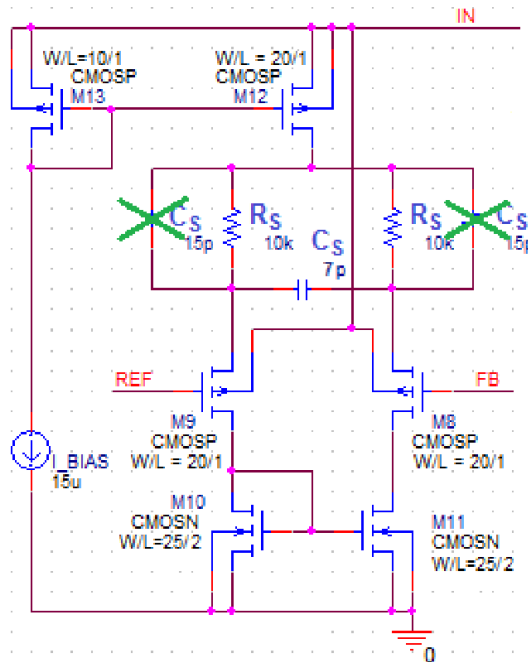 IN
W/L=10/1
CMOSP
M13
W/L = 20/1
CMOSP
M12
CS
15p
RS
10k
CS
7p
RS
10k
CS
15p
REF
FB
M9
CMOSP
W/L = 20/1
M8
CMOSP
W/L = 20/1
I_BIAS
15u
M10
CMOSN
W/L=25/2
M11
CMOSN
W/L=25/2
0